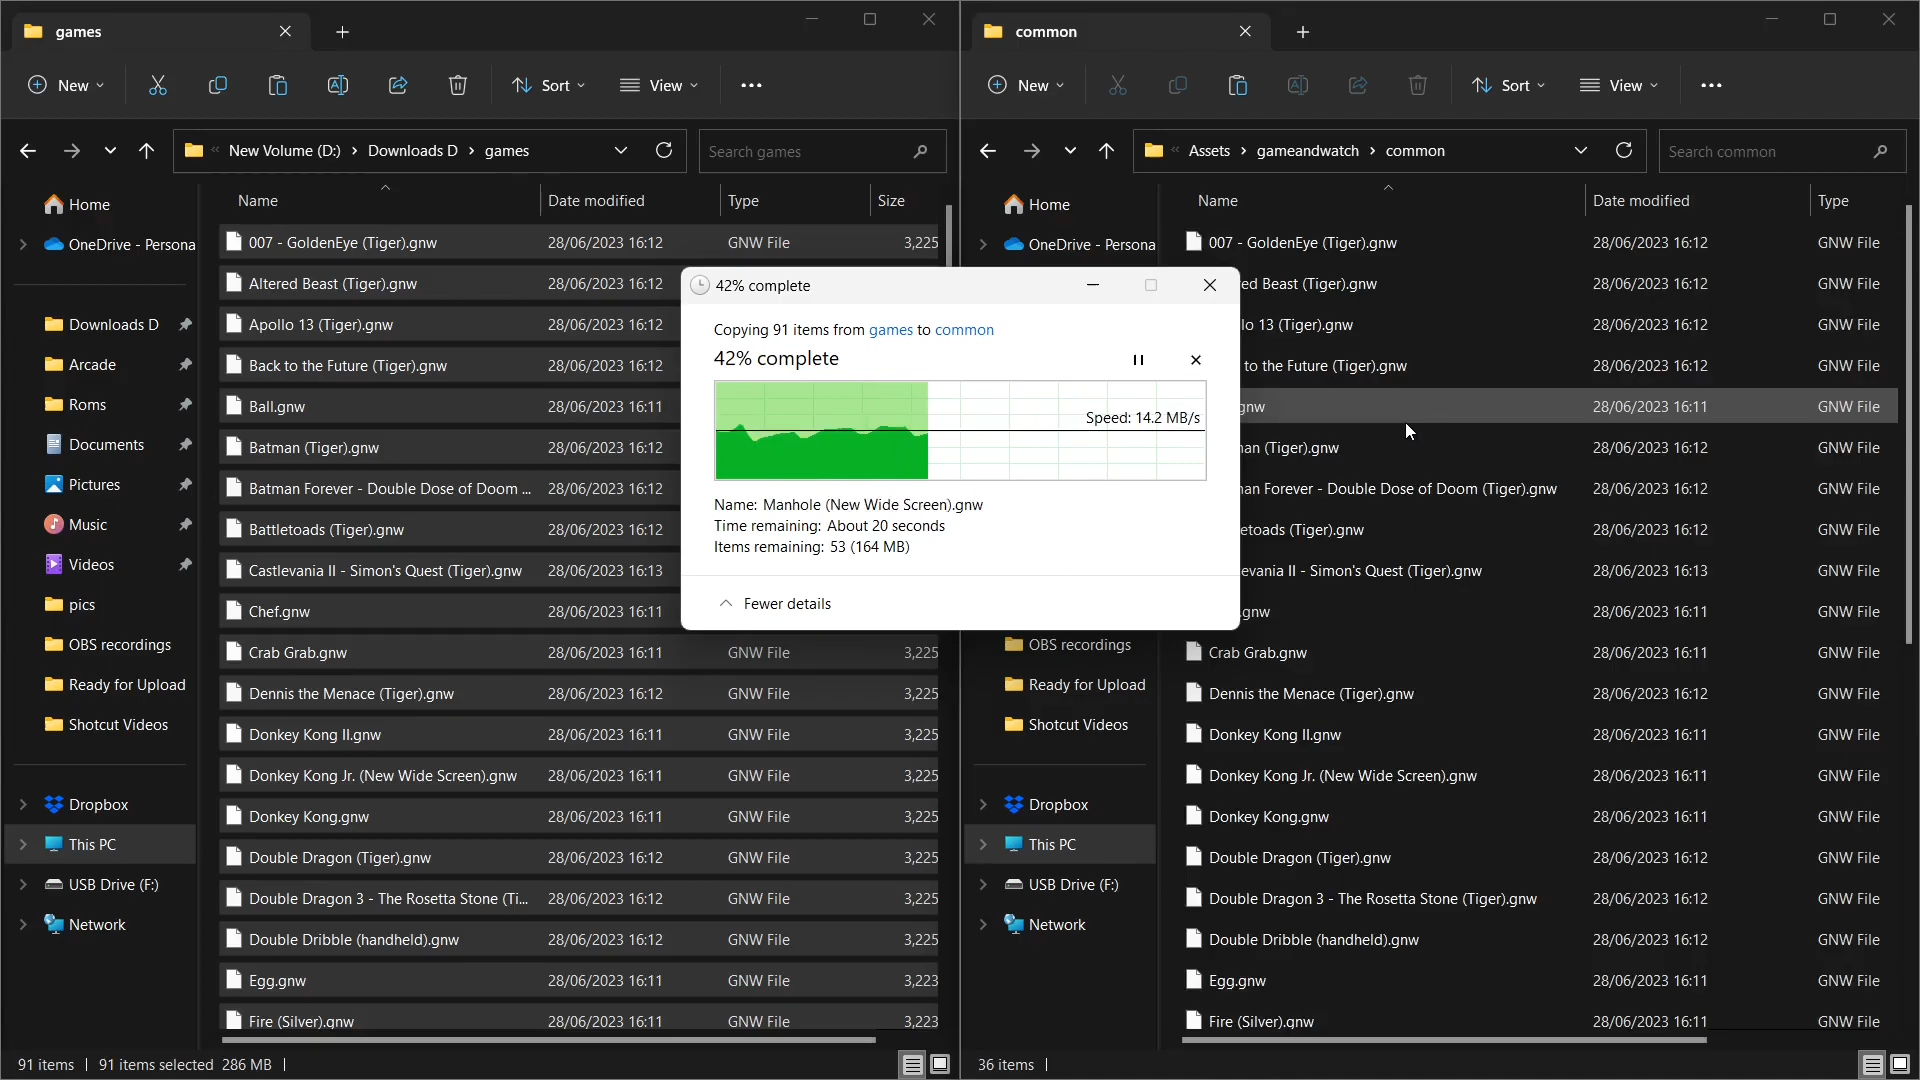 games
New
Sort
View
New Volume (D:) > Downloads D > games
Search games
Home
OneDrive - Persona
Downloads D
Arcade
Roms
Documents
Pictures
Music
Videos
pics
OBS recordings
Ready for Upload
Shotcut Videos
Dropbox
This PC
USB Drive (F:)
Network
Name Date modified Type Size
007 - GoldenEye (Tiger).gnw 28/06/2023 16:12 GNW File 3,225
Altered Beast (Tiger).gnw 28/06/2023 16:12
Apollo 13 (Tiger).gnw 28/06/2023 16:12
Back to the Future (Tiger).gnw 28/06/2023 16:12
Ball.gnw 28/06/2023 16:11
Batman (Tiger).gnw 28/06/2023 16:12
Batman Forever - Double Dose of Doom ... 28/06/2023 16:12
Battletoads (Tiger).gnw 28/06/2023 16:12
Castlevania II - Simon's Quest (Tiger).gnw 28/06/2023 16:13
Chef.gnw 28/06/2023 16:11
Crab Grab.gnw 28/06/2023 16:11 GNW File 3,225
Dennis the Menace (Tiger).gnw 28/06/2023 16:12 GNW File 3,225
Donkey Kong II.gnw 28/06/2023 16:11 GNW File 3,225
Donkey Kong Jr. (New Wide Screen).gnw 28/06/2023 16:11 GNW File 3,225
Donkey Kong.gnw 28/06/2023 16:11 GNW File 3,225
Double Dragon (Tiger).gnw 28/06/2023 16:12 GNW File 3,225
Double Dragon 3 - The Rosetta Stone (Ti... 28/06/2023 16:12 GNW File 3,225
Double Dribble (handheld).gnw 28/06/2023 16:12 GNW File 3,225
Egg.gnw 28/06/2023 16:11 GNW File 3,223
Fire (Silver).gnw 28/06/2023 16:11 GNW File 3,223
91 items | 91 items selected 286 MB |
42% complete
Copying 91 items from games to common
42% complete
Speed: 14.2 MB/s
Name: Manhole (New Wide Screen).gnw
Time remaining: About 20 seconds
Items remaining: 53 (164 MB)
Fewer details
common
New
Sort
View
Assets > gameandwatch > common
Search common
Home
OneDrive - Persona
OBS recordings
Ready for Upload
Shotcut Videos
Dropbox
This PC
USB Drive (F:)
Network
Name Date modified Type
007 - GoldenEye (Tiger).gnw 28/06/2023 16:12 GNW File
ed Beast (Tiger).gnw 28/06/2023 16:12 GNW File
lo 13 (Tiger).gnw 28/06/2023 16:12 GNW File
to the Future (Tiger).gnw 28/06/2023 16:12 GNW File
gnw 28/06/2023 16:11 GNW File
nan (Tiger).gnw 28/06/2023 16:12 GNW File
nan Forever - Double Dose of Doom (Tiger).gnw 28/06/2023 16:12 GNW File
etoads (Tiger).gnw 28/06/2023 16:12 GNW File
evania II - Simon's Quest (Tiger).gnw 28/06/2023 16:13 GNW File
.gnw 28/06/2023 16:11 GNW File
Crab Grab.gnw 28/06/2023 16:11 GNW File
Dennis the Menace (Tiger).gnw 28/06/2023 16:12 GNW File
Donkey Kong II.gnw 28/06/2023 16:11 GNW File
Donkey Kong Jr. (New Wide Screen).gnw 28/06/2023 16:11 GNW File
Donkey Kong.gnw 28/06/2023 16:11 GNW File
Double Dragon (Tiger).gnw 28/06/2023 16:12 GNW File
Double Dragon 3 - The Rosetta Stone (Tiger).gnw 28/06/2023 16:12 GNW File
Double Dribble (handheld).gnw 28/06/2023 16:12 GNW File
Egg.gnw 28/06/2023 16:11 GNW File
Fire (Silver).gnw 28/06/2023 16:11 GNW File
36 items |